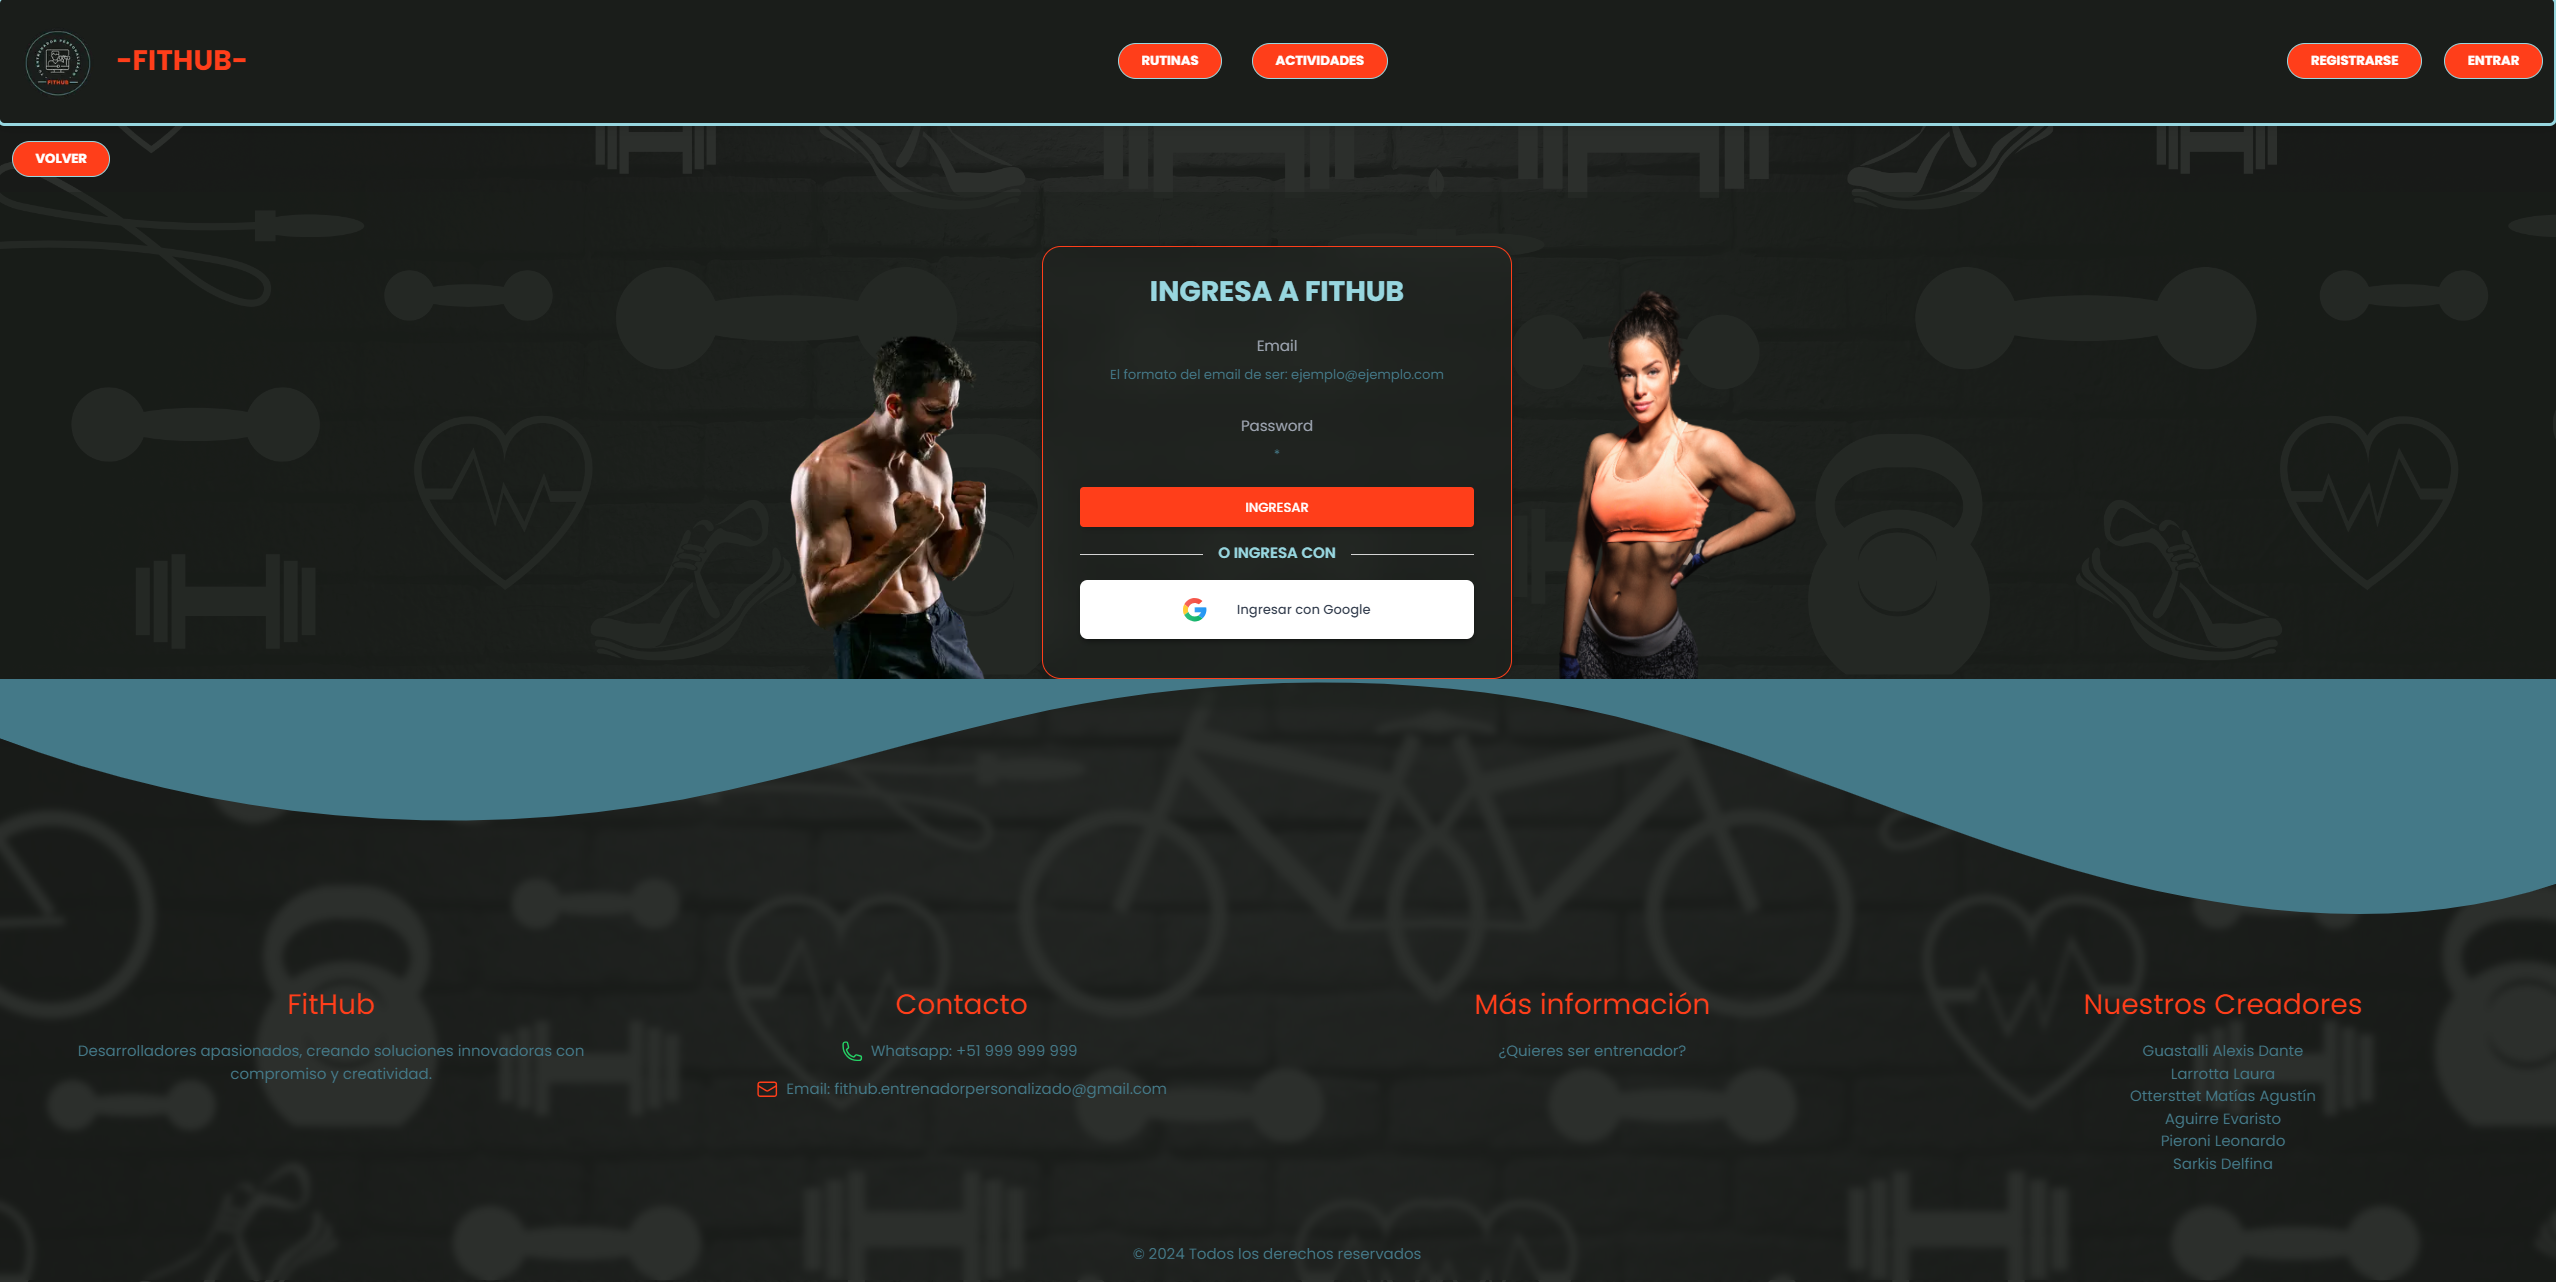 -FITHUB-
RUTINAS
ACTIVIDADES
REGISTRARSE
ENTRAR
VOLVER
FITHUB
INGRESA A FITHUB
Email
El formato del email de ser: ejemplo@ejemplo.com
Password
*
INGRESAR
O INGRESA CON
Ingresar con Google
FitHub
Desarrolladores apasionados, creando soluciones innovadoras con
compromiso y creatividad.
Contacto
Whatsapp: +51 999 999 999
Email: fithub.entrenadorpersonalizado@gmail.com
Más información
¿Quieres ser entrenador?
Nuestros Creadores
Guastalli Alexis Dante
Larrotta Laura
Ottersttet Matías Agustín
Aguirre Evaristo
Pieroni Leonardo
Sarkis Delfina
© 2024 Todos los derechos reservados